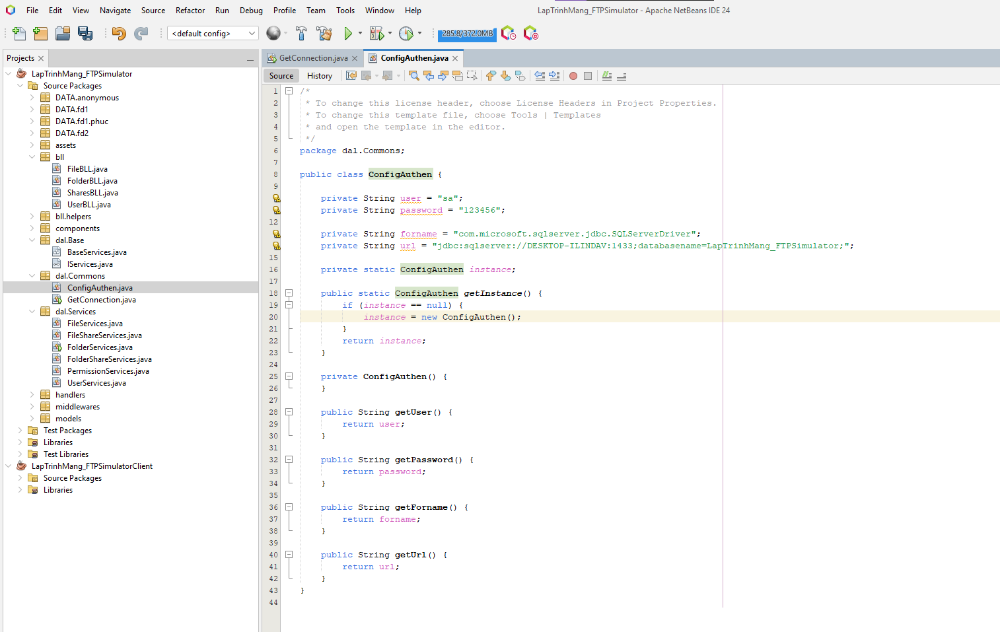 File Edit View Navigate Source Refactor Run Debug Profile Team Tools Window Help
LapTrinhMang_FTPSimulator - Apache NetBeans IDE 24
<default config>
285.8/372.0MB
Projects
LapTrinhMang_FTPSimulator
Source Packages
DATA.anonymous
DATA.fd1
DATA.fd1.phuc
DATA.fd2
assets
bll
FileBLL.java
FolderBLL.java
SharesBLL.java
UserBLL.java
bll.helpers
components
dal.Base
BaseServices.java
IServices.java
dal.Commons
ConfigAuthen.java
GetConnection.java
dal.Services
FileServices.java
FileShareServices.java
FolderServices.java
FolderShareServices.java
PermissionServices.java
UserServices.java
handlers
middlewares
models
Test Packages
Libraries
Test Libraries
LapTrinhMang_FTPSimulatorClient
Source Packages
Libraries
GetConnection.java ConfigAuthen.java
Source History
1 /*
2 * To change this license header, choose License Headers in Project Properties.
3 * To change this template file, choose Tools | Templates
4 * and open the template in the editor.
5 */
6 package dal.Commons;
7
8 public class ConfigAuthen {
9
private String user = "sa";
private String password = "123456";
12
private String forname = "com.microsoft.sqlserver.jdbc.SQLServerDriver";
private String url = "jdbc:sqlserver://DESKTOP-ILINDAV:1433;databasename=LapTrinhMang_FTPSimulator;";
15
16 private static ConfigAuthen instance;
17
18 public static ConfigAuthen getInstance() {
19 if (instance == null) {
20 instance = new ConfigAuthen();
21 }
22 return instance;
23 }
24
25 private ConfigAuthen() {
26 }
27
28 public String getUser() {
29 return user;
30 }
31
32 public String getPassword() {
33 return password;
34 }
35
36 public String getForname() {
37 return forname;
38 }
39
40 public String getUrl() {
41 return url;
42 }
43 }
44